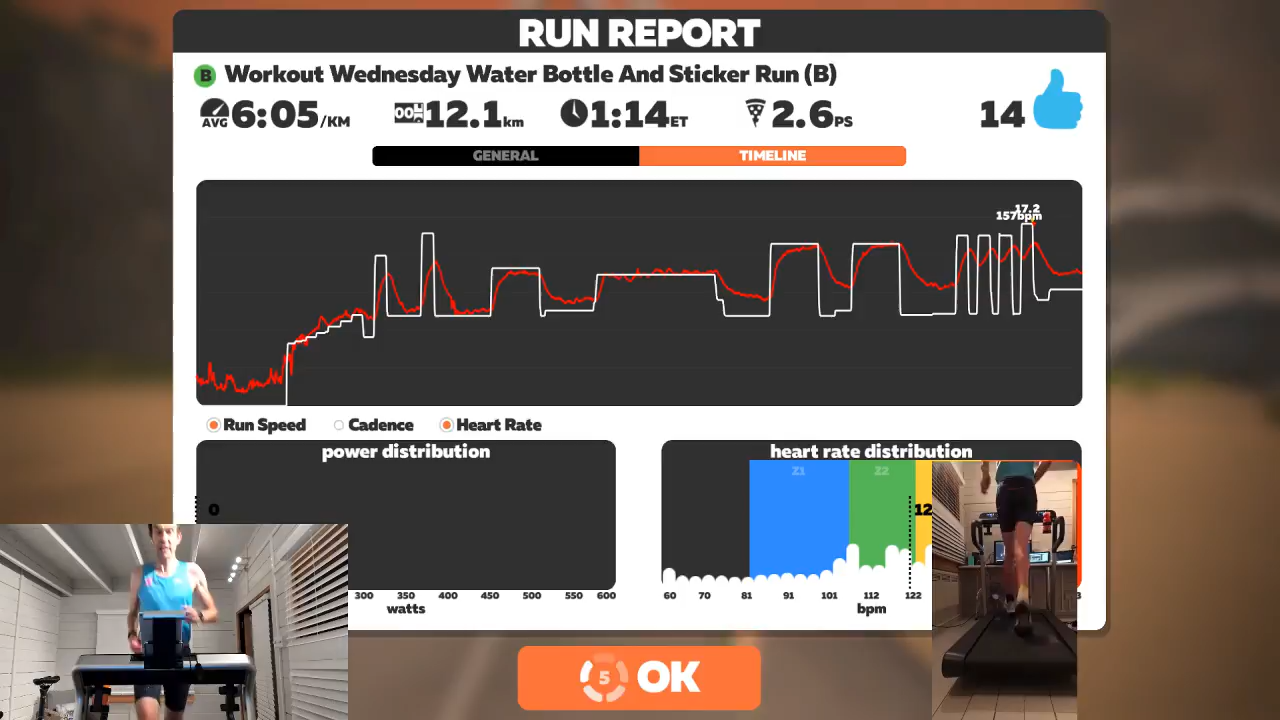 RUN REPORT
B Workout Wednesday Water Bottle And Sticker Run (B)
AVG 6:05/KM 12.1km 1:14ET 2.6PS 14
GENERAL TIMELINE
17.2
157bpm
Run Speed Cadence Heart Rate
power distribution
heart rate distribution
Z1 Z2
0
12
300 350 400 450 500 550 600
watts
60 70 81 91 101 112 122
bpm
5 OK